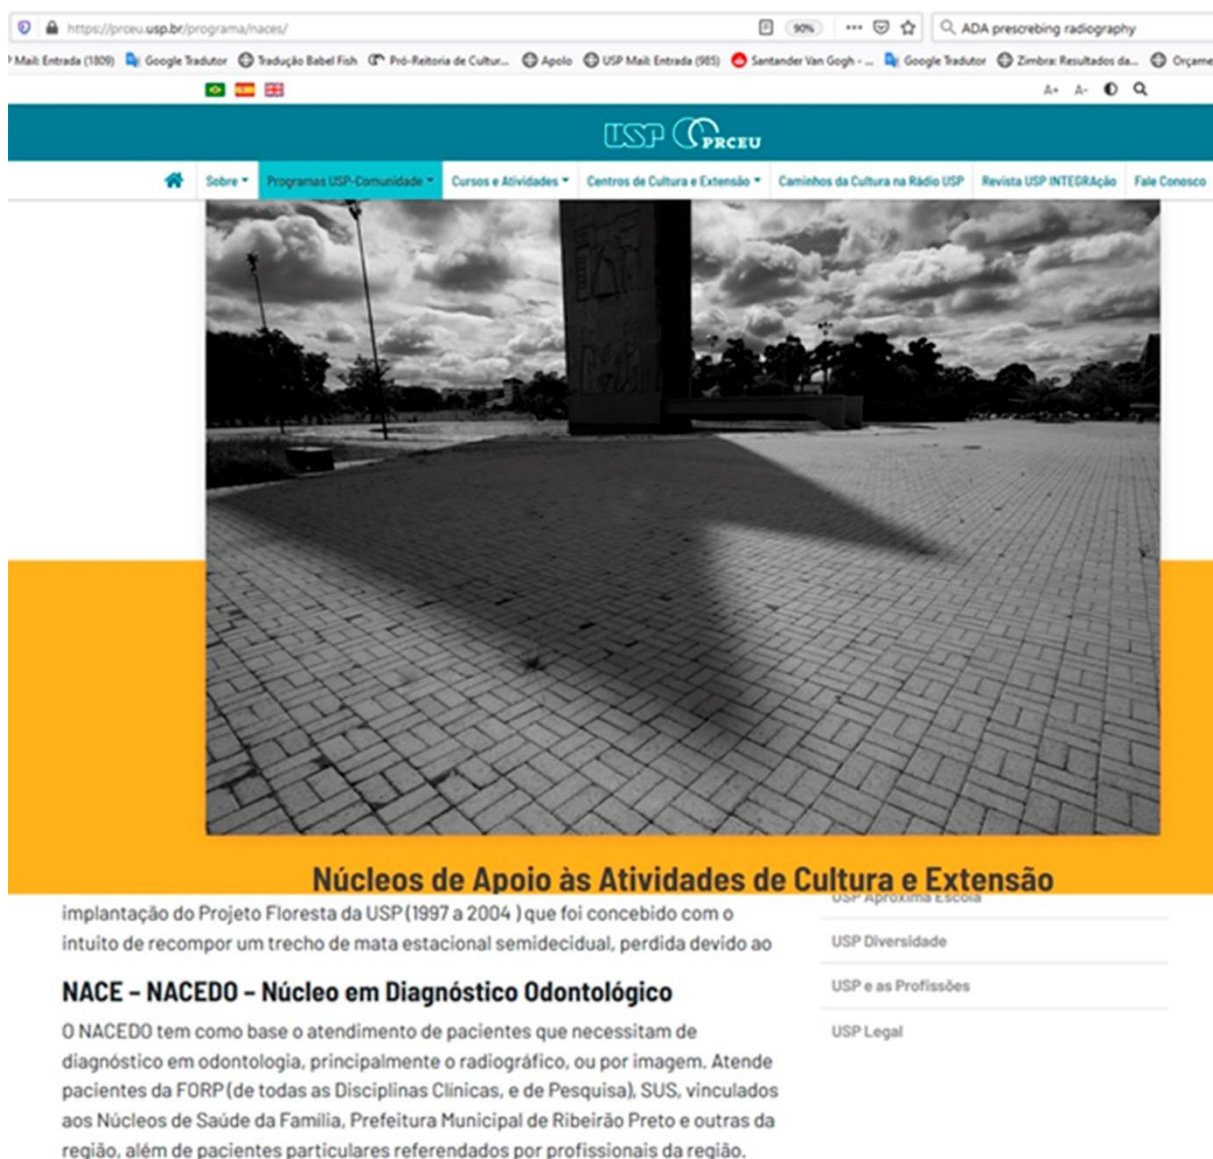 https://prceu.usp.br/programa/naces/ 90% ADA prescrebing radiography
Mail: Entrada (1809) Google Tradutor Tradução Babel Fish Pró-Reitoria de Cultur... Apolo USP Mail: Entrada (985) Santander Van Gogh - ... Google Tradutor Zimbra: Resultados da... Orçame
A+ A-
USP PRCEU
Sobre Programas USP-Comunidade Cursos e Atividades Centros de Cultura e Extensão Caminhos da Cultura na Rádio USP Revista USP INTEGRAção Fale Conosco
Núcleos de Apoio às Atividades de Cultura e Extensão
USP Aproxima Escola
implantação do Projeto Floresta da USP (1997 a 2004 ) que foi concebido com o
intuito de recompor um trecho de mata estacional semidecidual, perdida devido ao
USP Diversidade
NACE – NACEDO – Núcleo em Diagnóstico Odontológico
USP e as Profissões
O NACEDO tem como base o atendimento de pacientes que necessitam de
USP Legal
diagnóstico em odontologia, principalmente o radiográfico, ou por imagem. Atende
pacientes da FORP (de todas as Disciplinas Clínicas, e de Pesquisa), SUS, vinculados
aos Núcleos de Saúde da Família, Prefeitura Municipal de Ribeirão Preto e outras da
região, além de pacientes particulares referendados por profissionais da região.